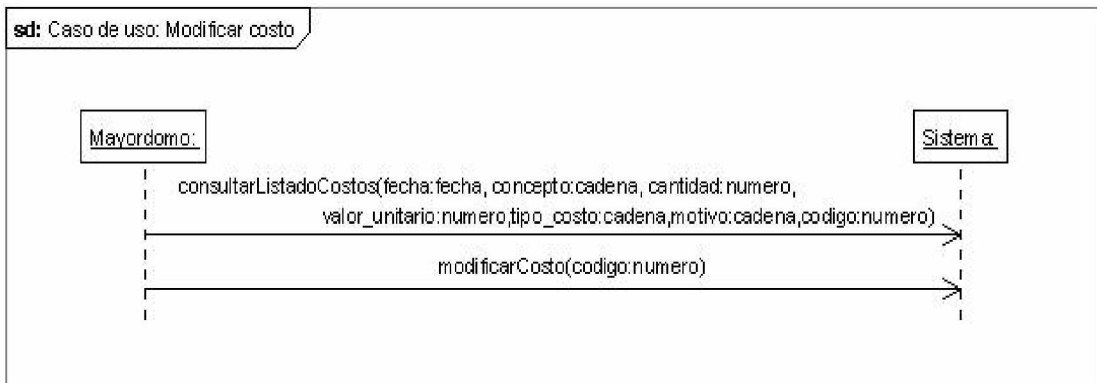 sd: Caso de uso: Modificar costo
Mayordomo:
Sistema:
consultarListadoCostos(fecha:fecha, concepto:cadena, cantidad:numero,
valor_unitario:numero,tipo_costo:cadena,motivo:cadena,codigo:numero)
modificarCosto(codigo:numero)